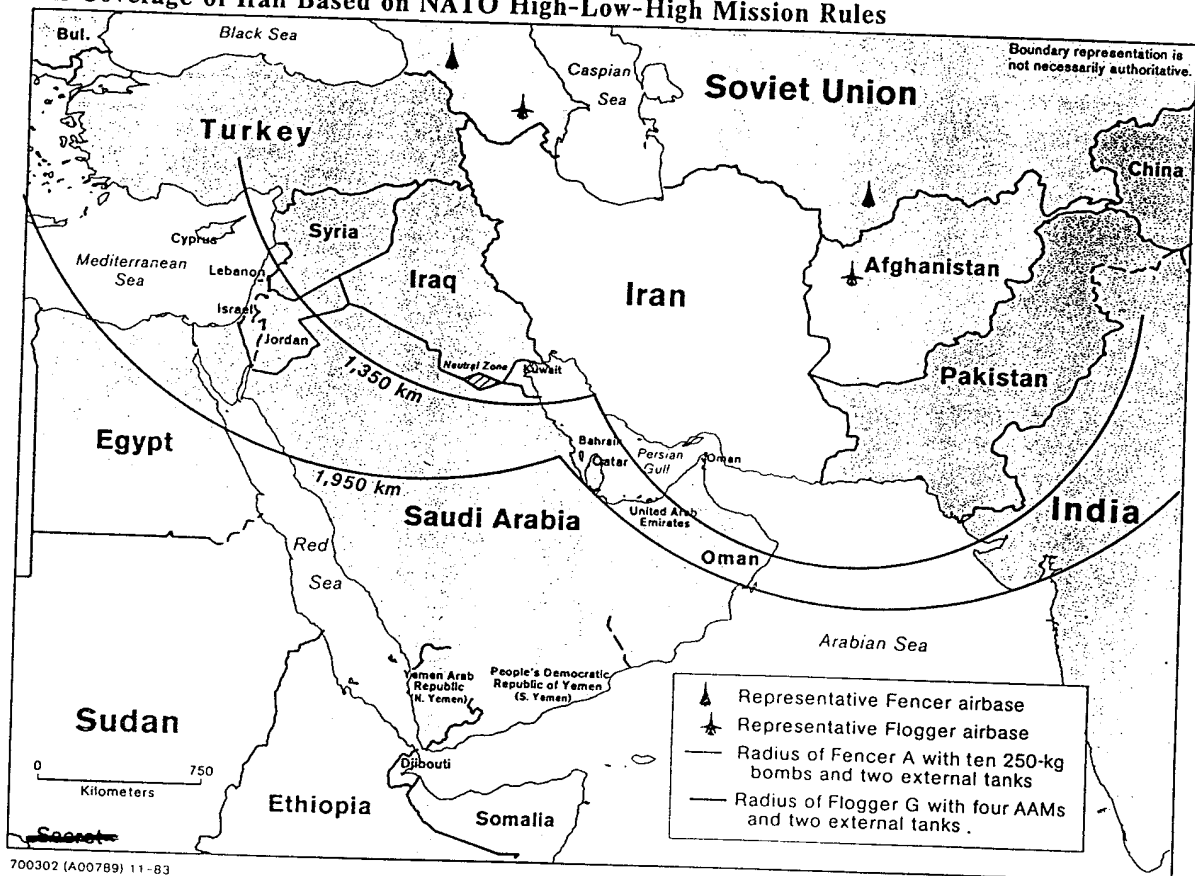 Coverage of Iran Based on NATO High-Low-High Mission Rules
Bul.
Black Sea
Caspian
Sea
Soviet Union
Boundary representation is
not necessarily authoritative.
Turkey
China
Cyprus
Syria
Mediterranean
Sea
Lebanon
Iraq
Iran
Afghanistan
Israel
Jordan
1,350 km
Neutral Zone
Kuwait
Pakistan
Egypt
Bahrain
Qatar
Persian
Gulf
Oman
1,950 km
Saudi Arabia
United Arab
Emirates
India
Oman
Red
Sea
Arabian Sea
Yemen Arab
Republic
(N. Yemen)
People's Democratic
Republic of Yemen
(S. Yemen)
Sudan
0 750
Kilometers
Djibouti
Ethiopia
Somalia
Representative Fencer airbase
Representative Flogger airbase
Radius of Fencer A with ten 250-kg
bombs and two external tanks
Radius of Flogger G with four AAMs
and two external tanks .
Secret
700302 (A00789) 11-83